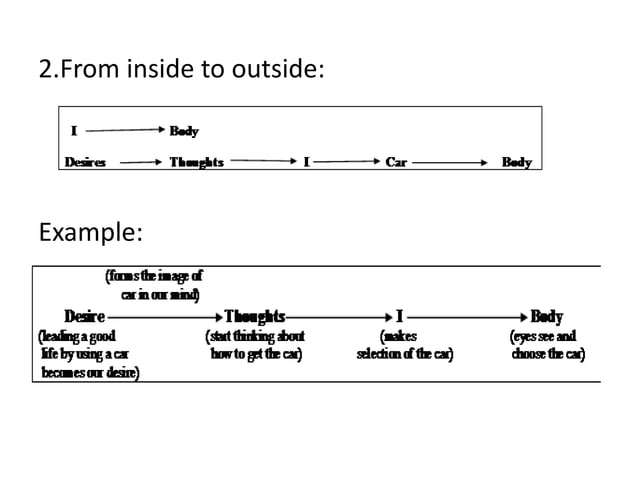 2.From inside to outside:
I Body
Desires Thoughts I Car Body
Example:
(forms the image of
car in our mind)
Desire Thoughts I Body
(leading a good (start thinking about (makes (eyes see and
life by using a car how to get the car) selection of the car) choose the car)
becomes our desire)